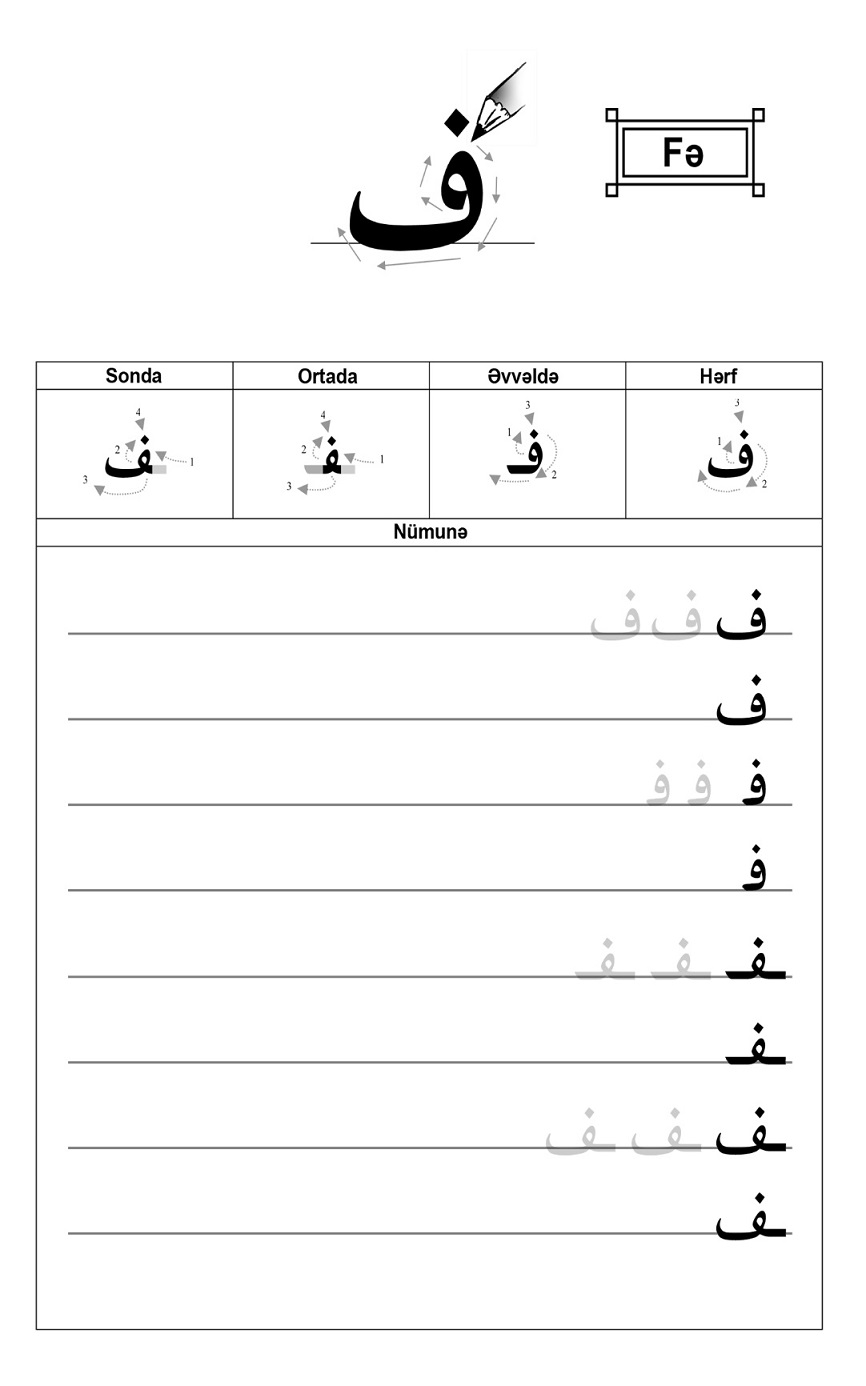 ف
Fə
Sonda Ortada Əvvəldə Hərf
4 2 1 3 ـف
4 2 1 3 ـفـ
3 1 2 فـ
3 1 2 ف
Nümunə
ف ف ف
ف
فـ فـ فـ
فـ
ـفـ ـفـ ـفـ
ـفـ
ـف ـف ـف
ـف